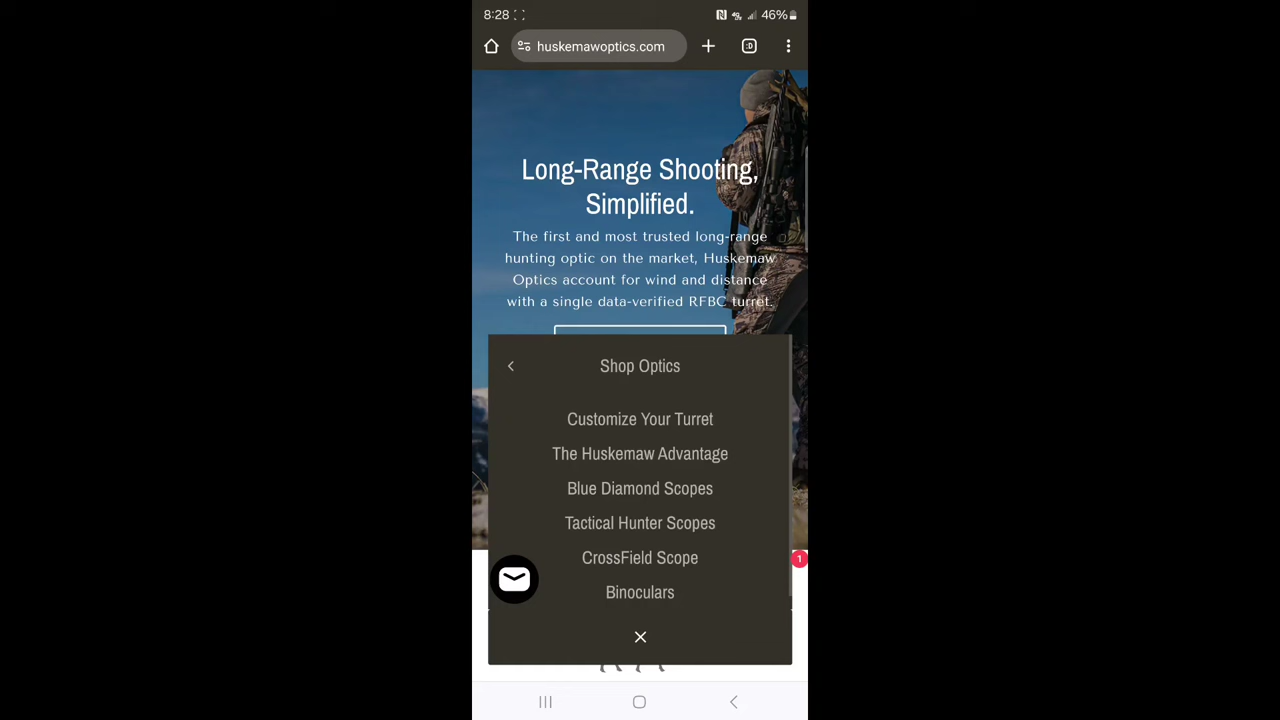 8:28
46%
huskemawoptics.com
:D
Long-Range Shooting,
Simplified.
The first and most trusted long-range
hunting optic on the market, Huskemaw
Optics account for wind and distance
with a single data-verified RFBC turret.
Shop Optics
Customize Your Turret
The Huskemaw Advantage
Blue Diamond Scopes
Tactical Hunter Scopes
CrossField Scope
1
Binoculars